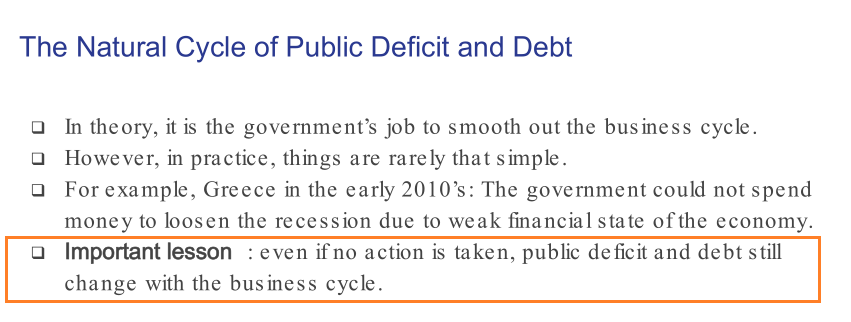 The Natural Cycle of Public Deficit and Debt
In theory, it is the government’s job to smooth out the business cycle.
However, in practice, things are rarely that simple.
For example, Greece in the early 2010’s: The government could not spend
money to loosen the recession due to weak financial state of the economy.
Important lesson : even if no action is taken, public deficit and debt still
change with the business cycle.